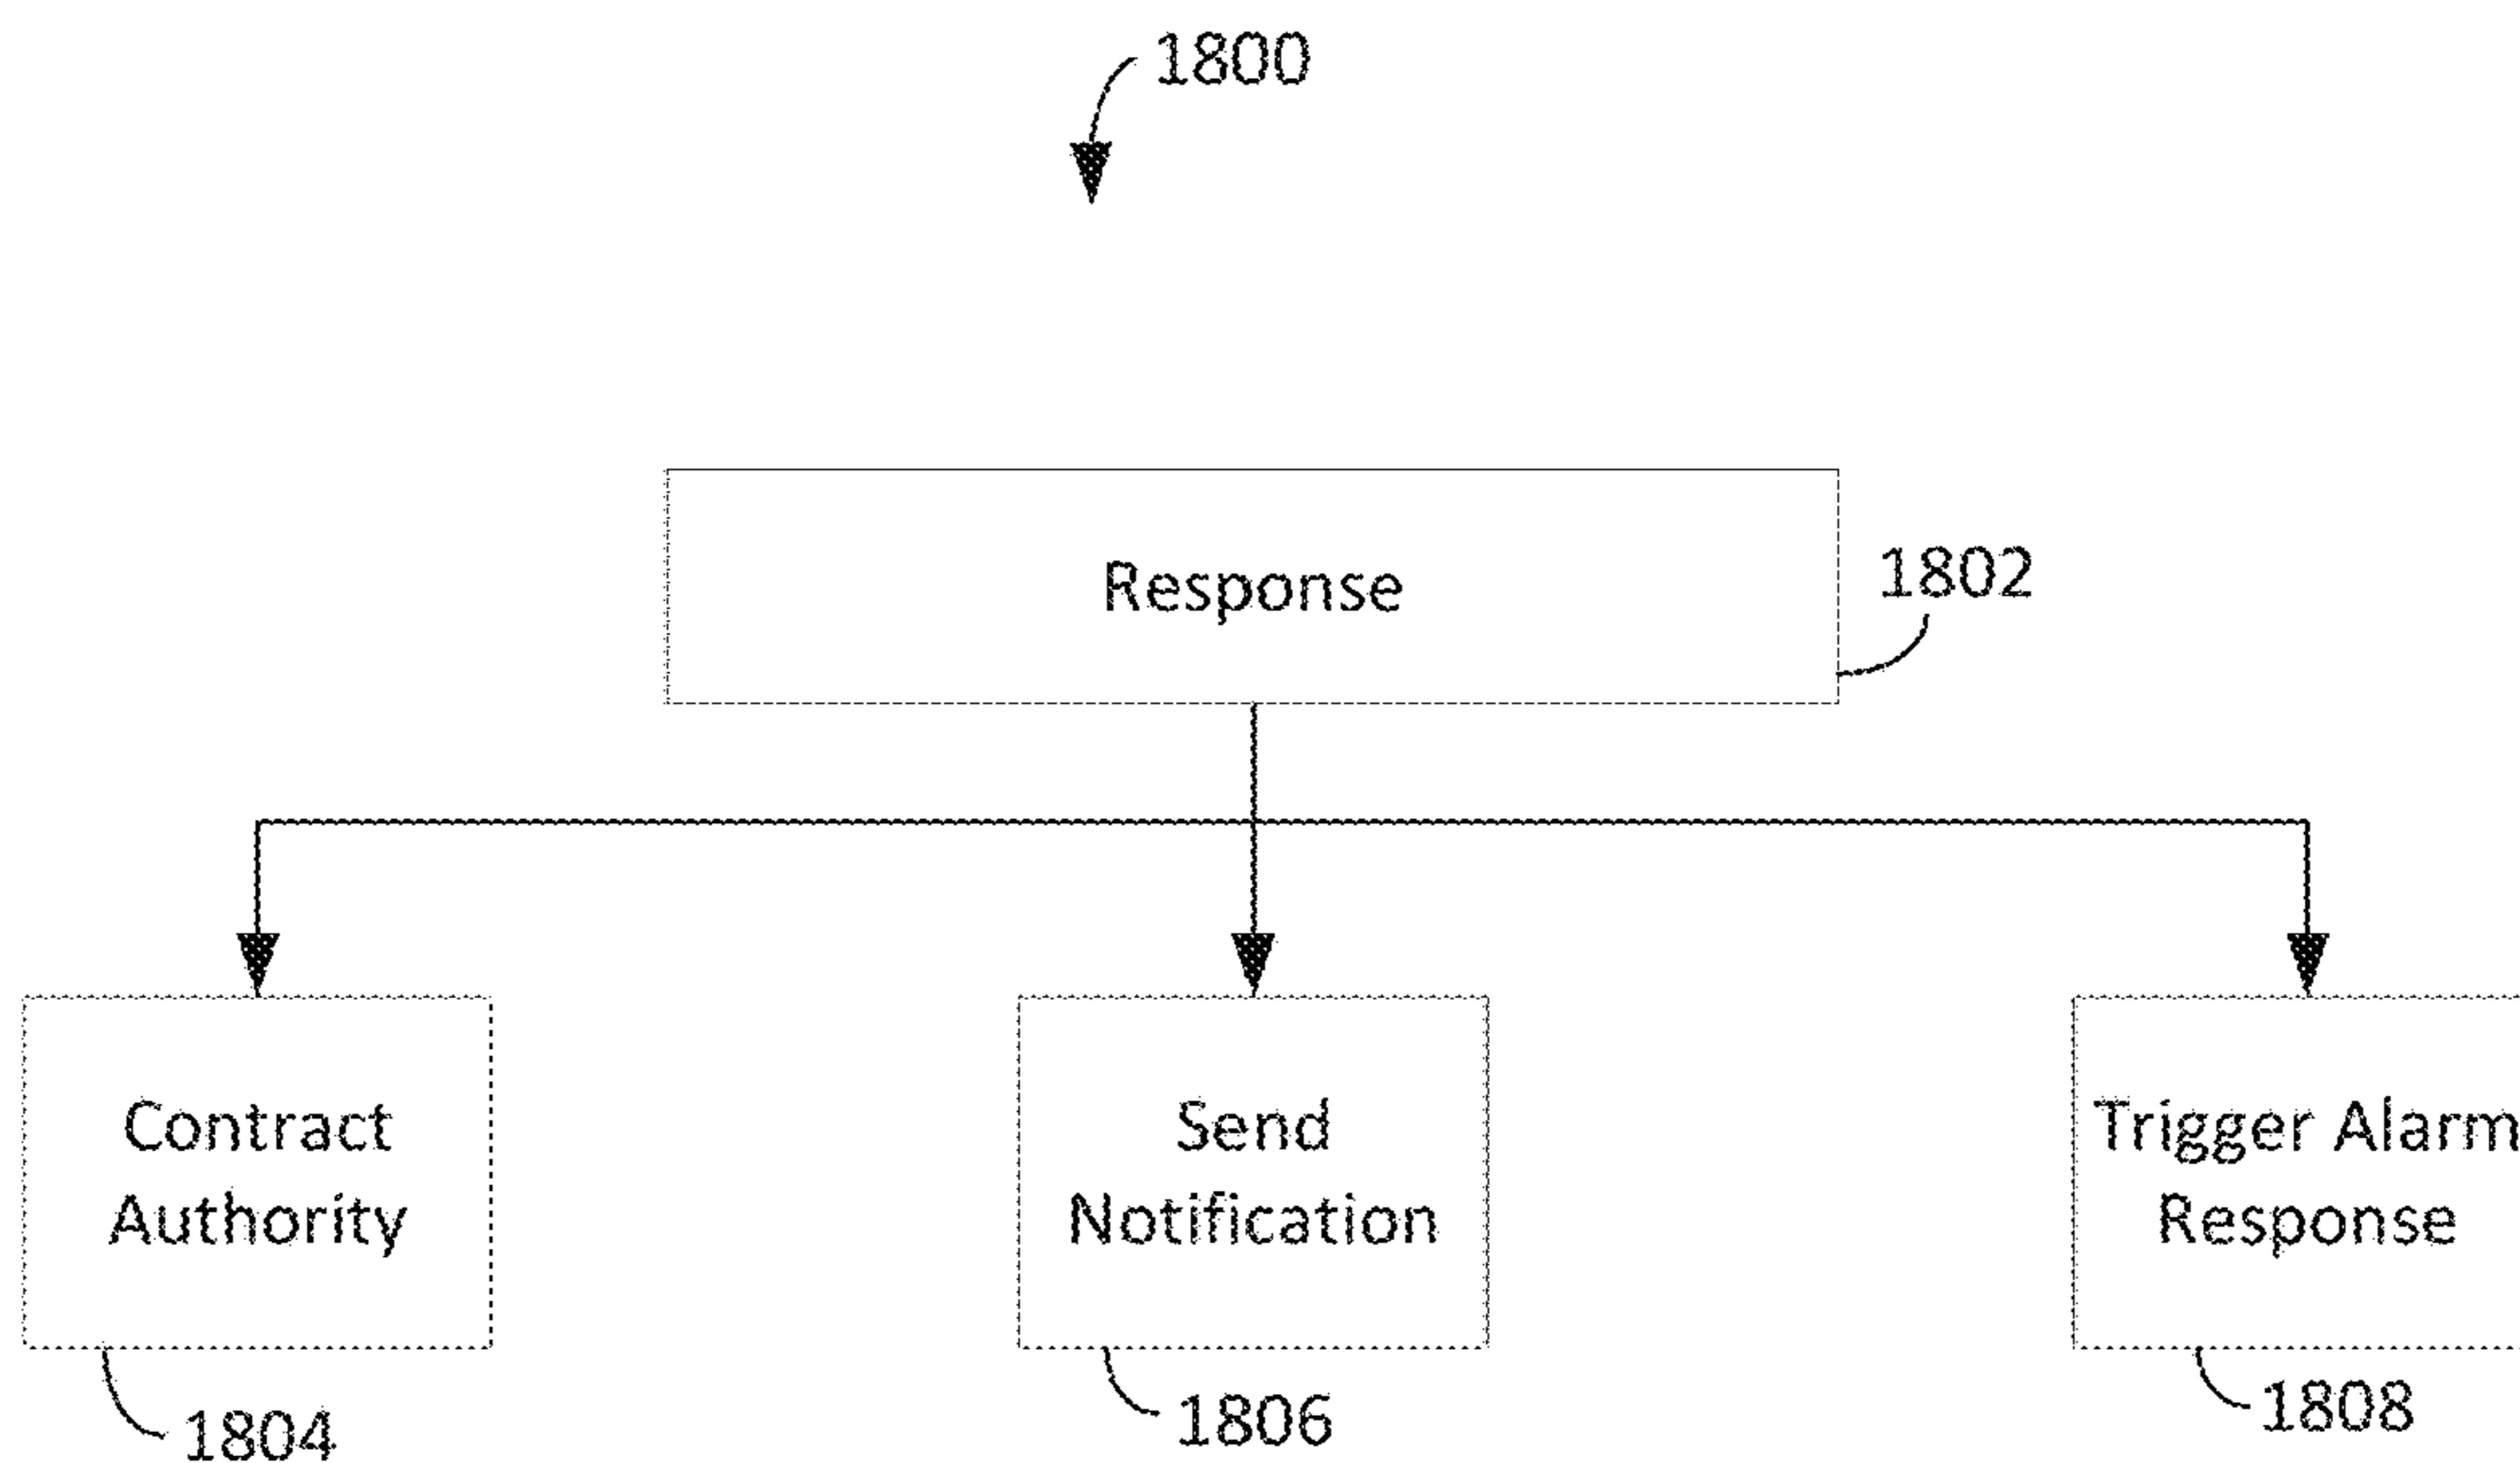 1800
Response
1802
Contract
Authority
Send
Notification
Trigger Alarm
Response
1804
1806
1808